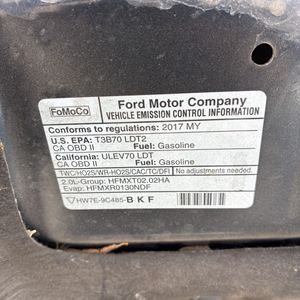 FoMoCo
Ford Motor Company
VEHICLE EMISSION CONTROL INFORMATION
Conforms to regulations: 2017 MY
U.S. EPA: T3B70 LDT2
CA OBD II Fuel: Gasoline
California: ULEV70 LDT
CA OBD II Fuel: Gasoline
TWC/HO2S/WR-HO2S/CAC/TC/DFI No adjustments needed.
2.0L-Group: HFMXT02.02HA
Evap: HFMXR0130NDF
HW7E-9C485-BKF